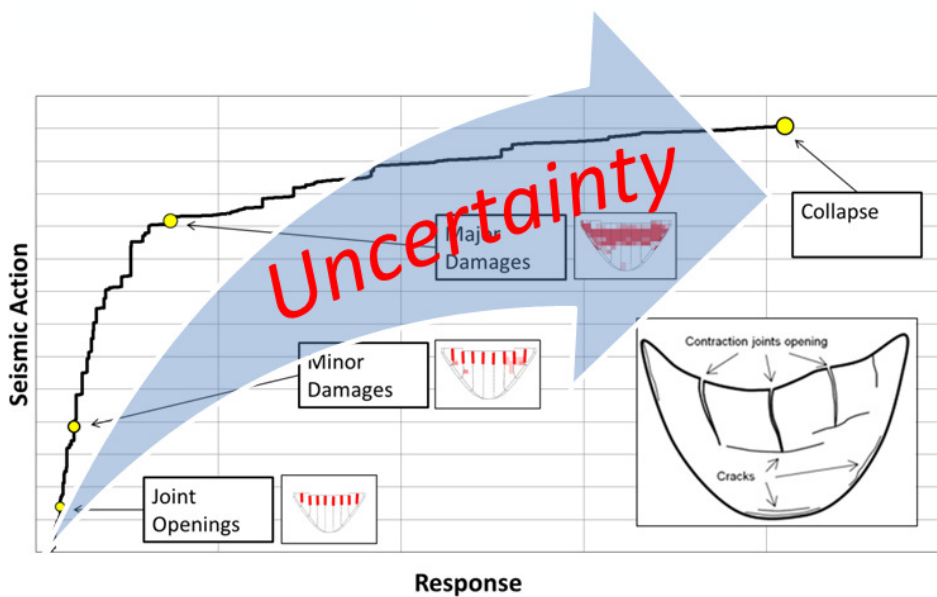 Uncertainty
Collapse
Major
Damages
Contraction joints opening
Minor
Damages
Cracks
Joint
Openings
Seismic Action
Response